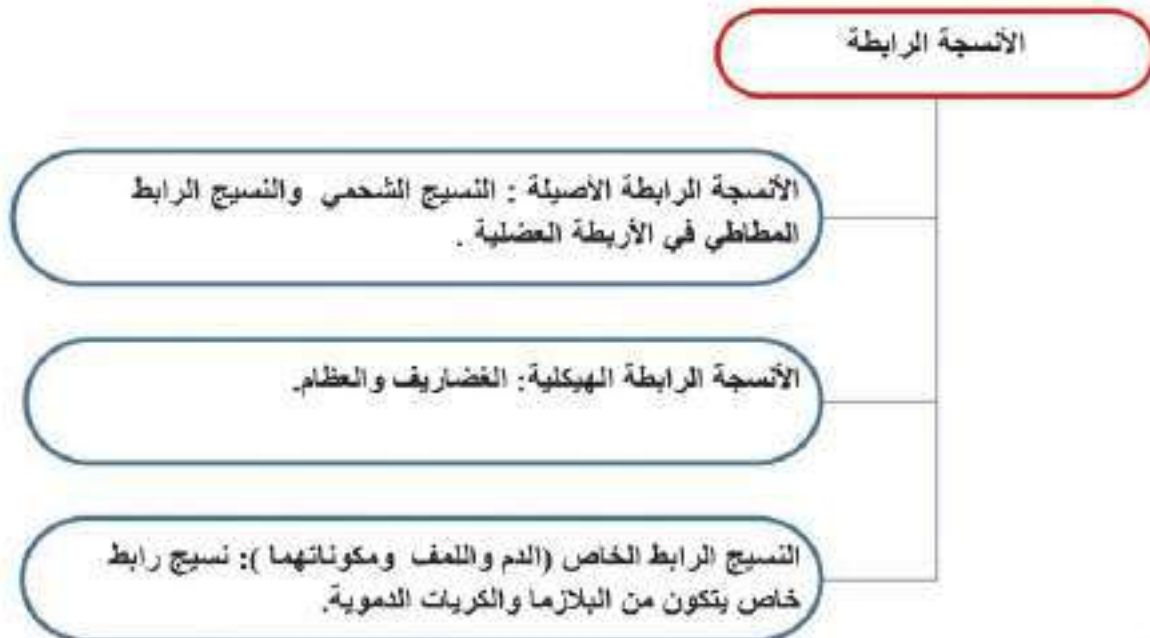 الأنسجة الرابطة
الأنسجة الرابطة الأصيلة : النسيج الشحمي والنسيج الرابط
المطاطي في الأربطة العضلية .
الأنسجة الرابطة الهيكلية: الغضاريف والعظام.
النسيج الرابط الخاص (الدم واللمف ومكوناتهما ): نسيج رابط
خاص يتكون من البلازما والكريات الدموية.